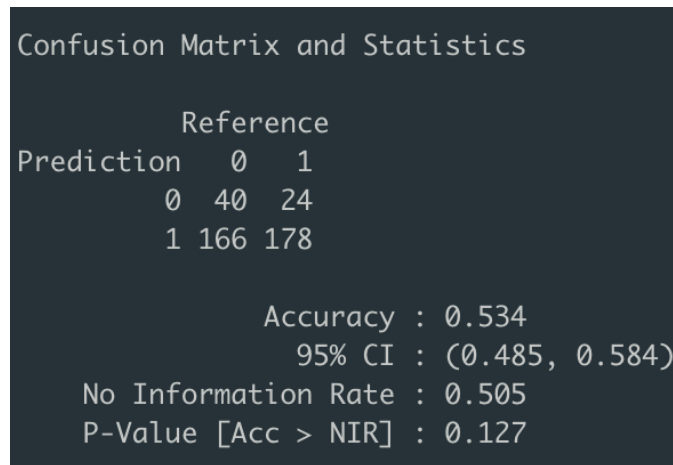 Confusion Matrix and Statistics
Reference
Prediction 0 1
0 40 24
1 166 178
Accuracy : 0.534
95% CI : (0.485, 0.584)
No Information Rate : 0.505
P-Value [Acc > NIR] : 0.127